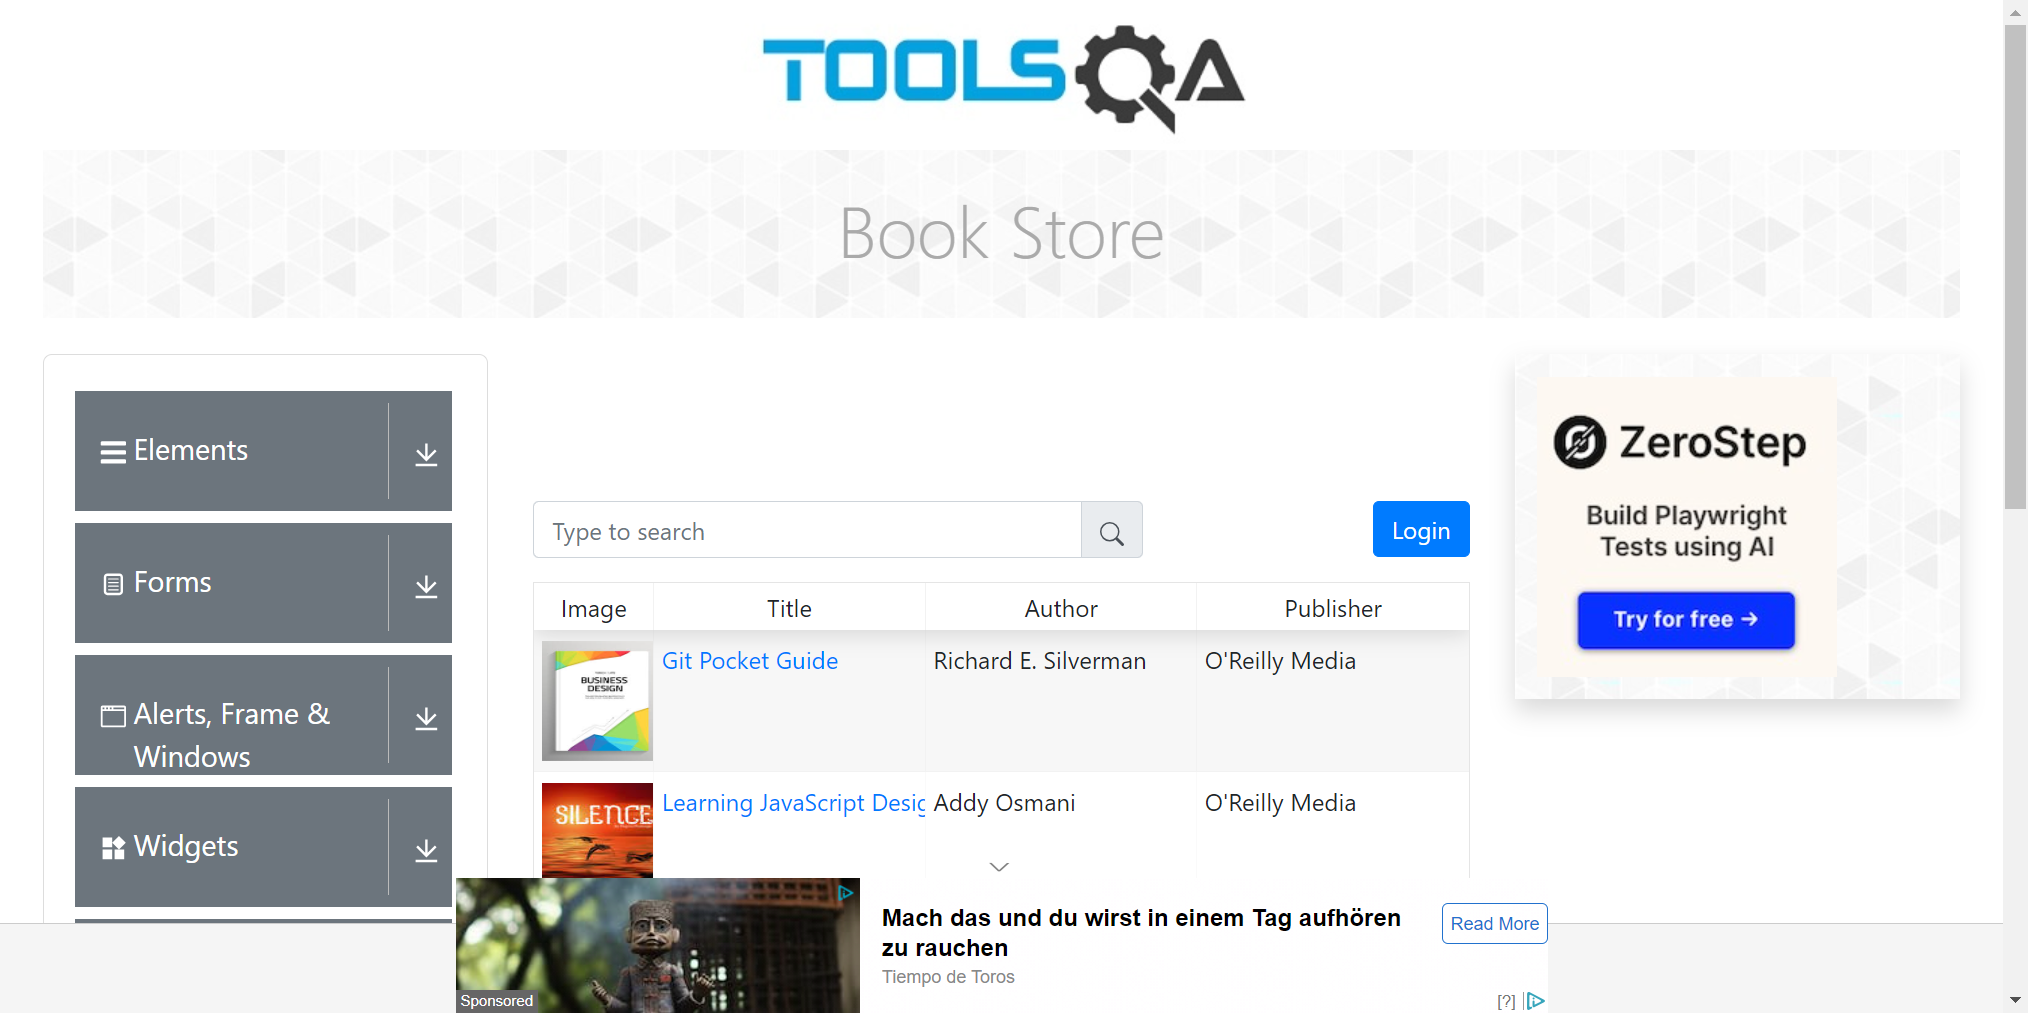 TOOLSQA
Book Store
Elements
Forms
Alerts, Frame &
Windows
Widgets
Type to search
Login
Image Title Author Publisher
BUSINESS
DESIGN
Git Pocket Guide Richard E. Silverman O'Reilly Media
SILENCE
Learning JavaScript Desig Addy Osmani O'Reilly Media
ZeroStep
Build Playwright
Tests using AI
Try for free →
Sponsored
Mach das und du wirst in einem Tag aufhören
zu rauchen
Tiempo de Toros
Read More
[?]